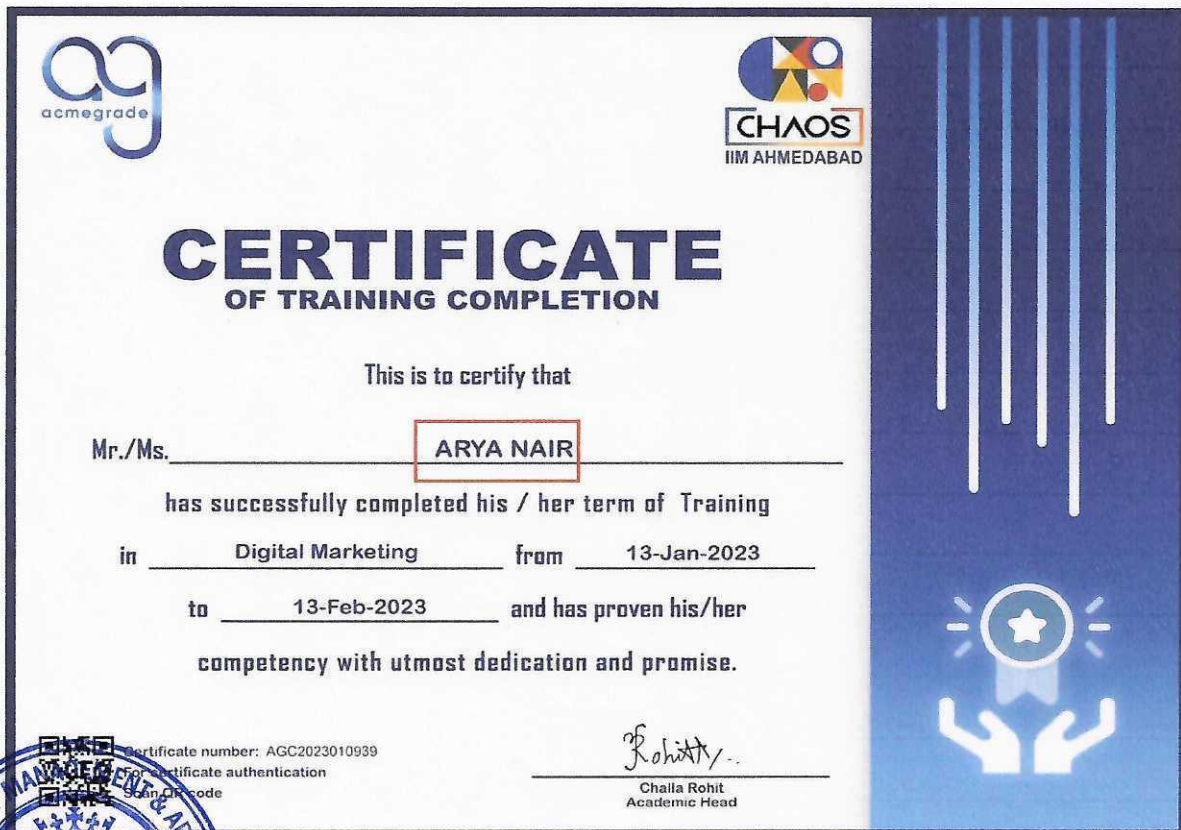 acmegrade
CHAOS
IIM AHMEDABAD
CERTIFICATE
OF TRAINING COMPLETION
This is to certify that
Mr./Ms. ARYA NAIR
has successfully completed his / her term of Training
in Digital Marketing from 13-Jan-2023
to 13-Feb-2023 and has proven his/her
competency with utmost dedication and promise.
Certificate number: AGC2023010939
For certificate authentication
Scan QR code
Rohit
Challa Rohit
Academic Head
MANAGEMENT &